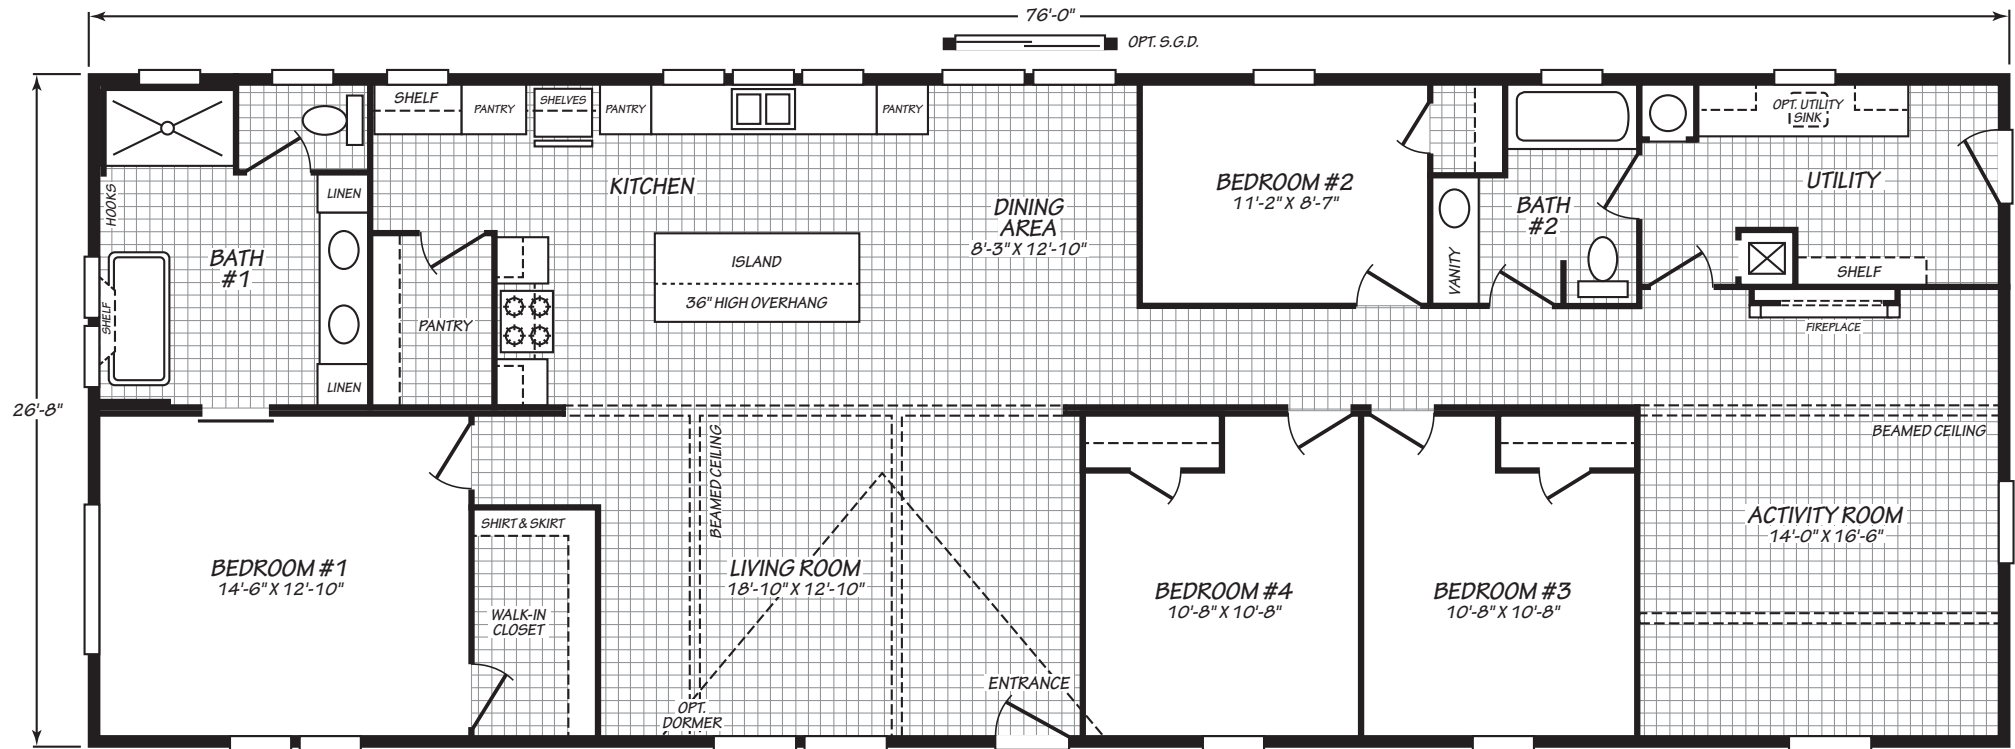 76'-0"
OPT. S.G.D.
SHELF
PANTRY
SHELVES
PANTRY
PANTRY
OPT. UTILITY
SINK
HOOKS
LINEN
KITCHEN
DINING
AREA
8'-3" X 12'-10"
BEDROOM #2
11'-2" X 8'-7"
BATH
#2
UTILITY
BATH
#1
ISLAND
36" HIGH OVERHANG
VANITY
SHELF
SHELF
PANTRY
FIREPLACE
LINEN
26'-8"
BEAMED CEILING
BEAMED CEILING
SHIRT & SKIRT
ACTIVITY ROOM
14'-0" X 16'-6"
BEDROOM #1
14'-6" X 12'-10"
LIVING ROOM
18'-10" X 12'-10"
BEDROOM #4
10'-8" X 10'-8"
BEDROOM #3
10'-8" X 10'-8"
WALK-IN
CLOSET
ENTRANCE
OPT.
DORMER